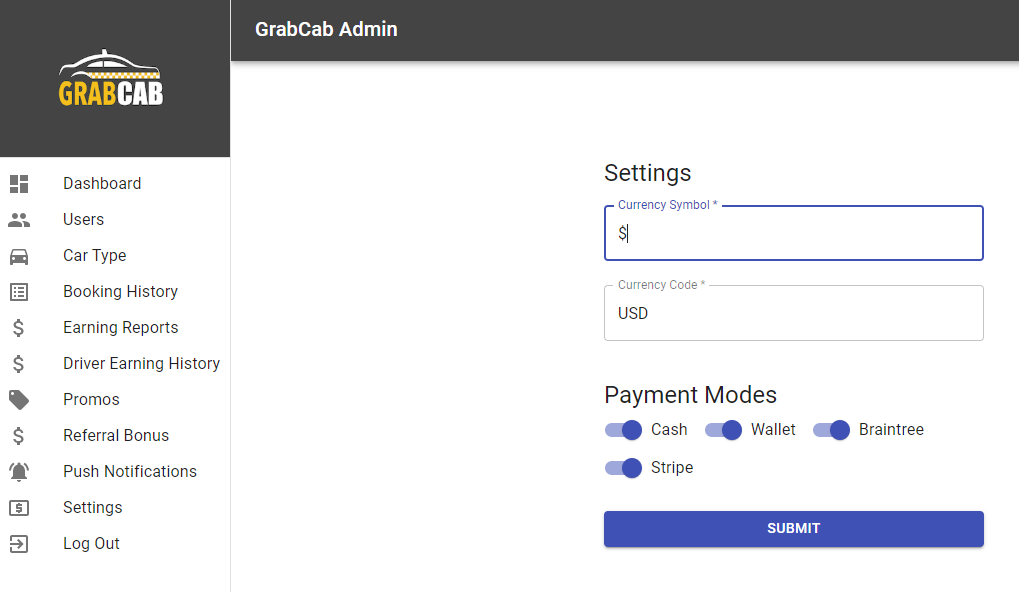 GRABCAB
GrabCab Admin
Dashboard
Users
Car Type
Booking History
Earning Reports
Driver Earning History
Promos
Referral Bonus
Push Notifications
Settings
Log Out
Settings
Currency Symbol *
$
Currency Code *
USD
Payment Modes
Cash Wallet Braintree
Stripe
SUBMIT